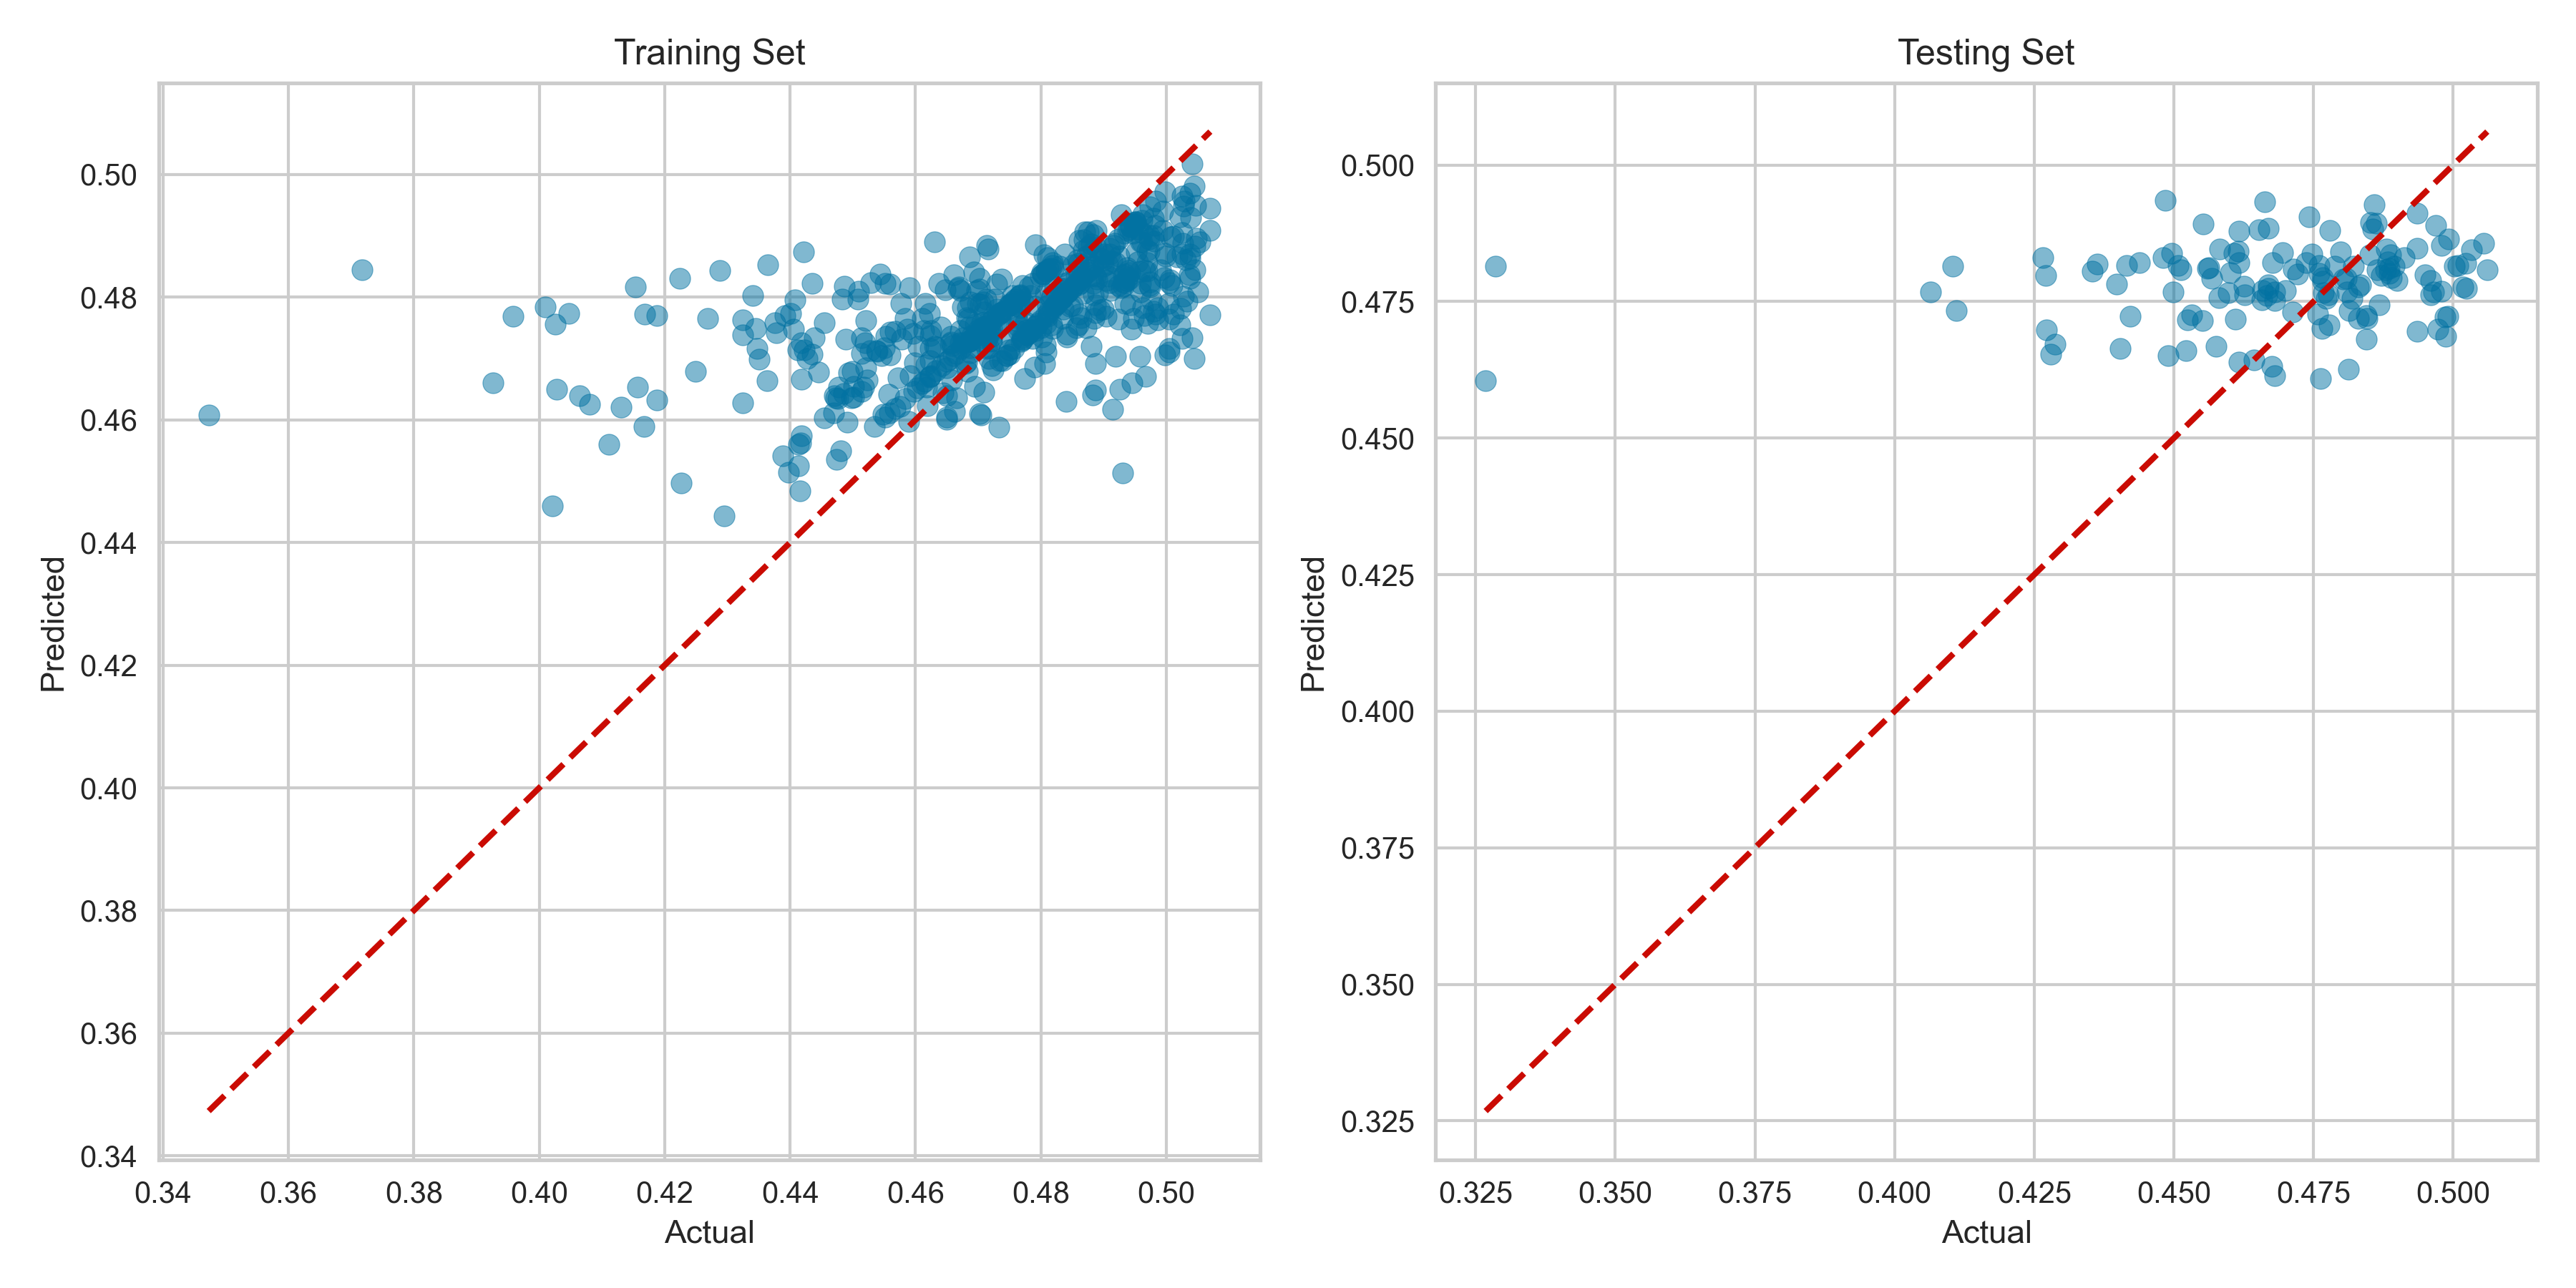 Training Set
0.50
0.48
0.46
0.44
0.42
0.40
0.38
0.36
0.34
Predicted
0.34 0.36 0.38 0.40 0.42 0.44 0.46 0.48 0.50
Actual
Testing Set
0.500
0.475
0.450
0.425
0.400
0.375
0.350
0.325
Predicted
0.325 0.350 0.375 0.400 0.425 0.450 0.475 0.500
Actual